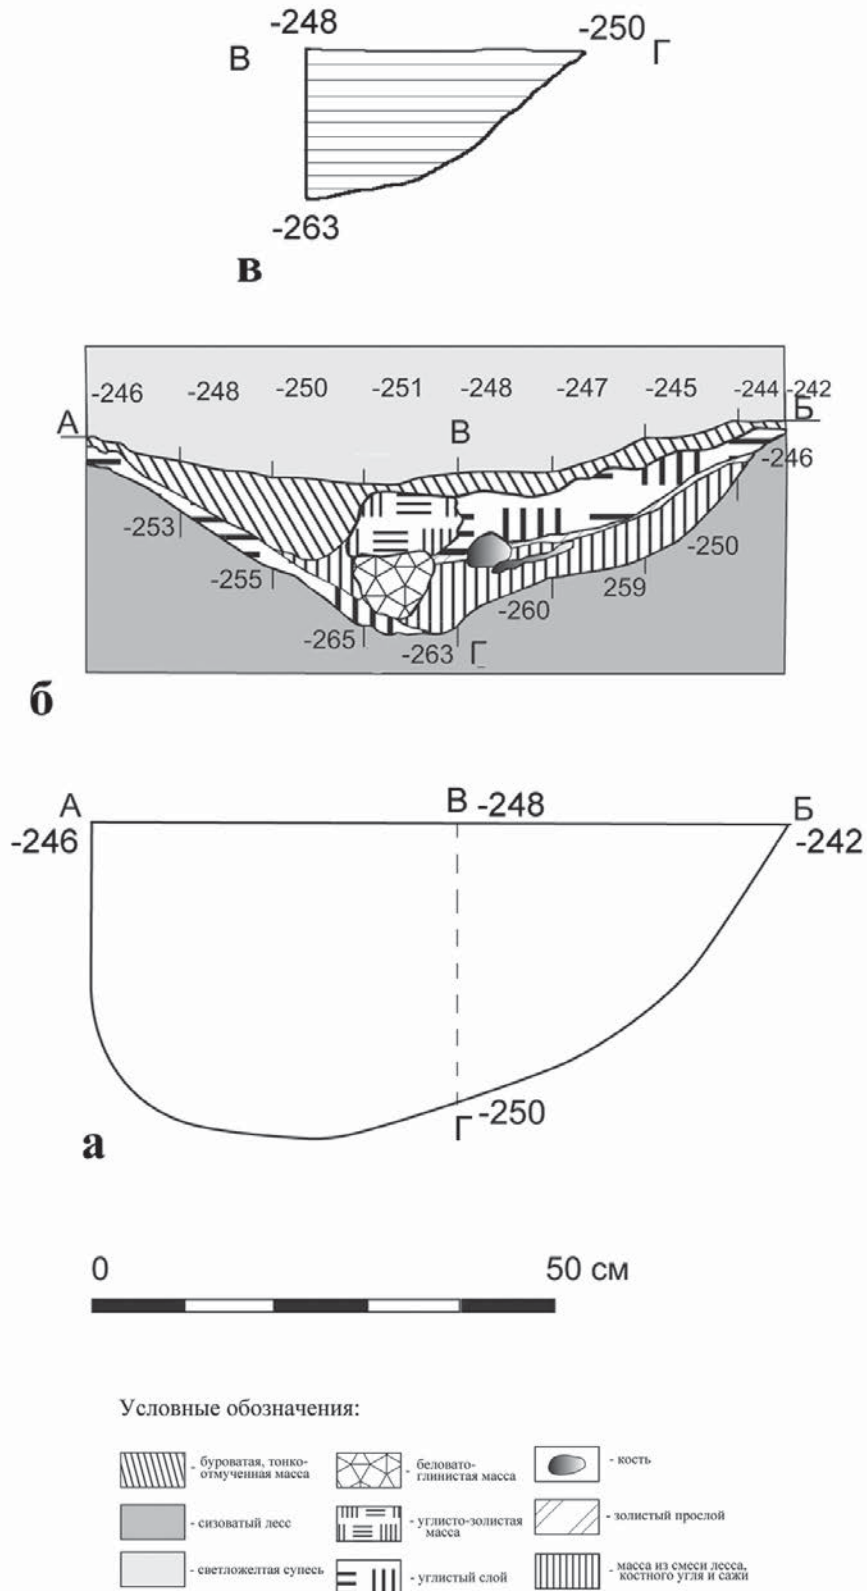 -248
-250
В
Г
-263
в
-246 -248 -250 -251 -248 -247 -245 -244 -242
А
В
Б
-246
-253
-250
-255
259
-260
-265
-263 Г
б
А
В -248
Б
-246
-242
Г -250
а
0
50 см
Условные обозначения:
- буроватая, тонко-
отмученная масса
- беловато-
глинистая масса
- кость
- сизоватый лесс
- углисто-золистая
масса
- золистый прослой
- светложелтая супесь
- углистый слой
- масса из смеси лесса,
костного угля и сажи